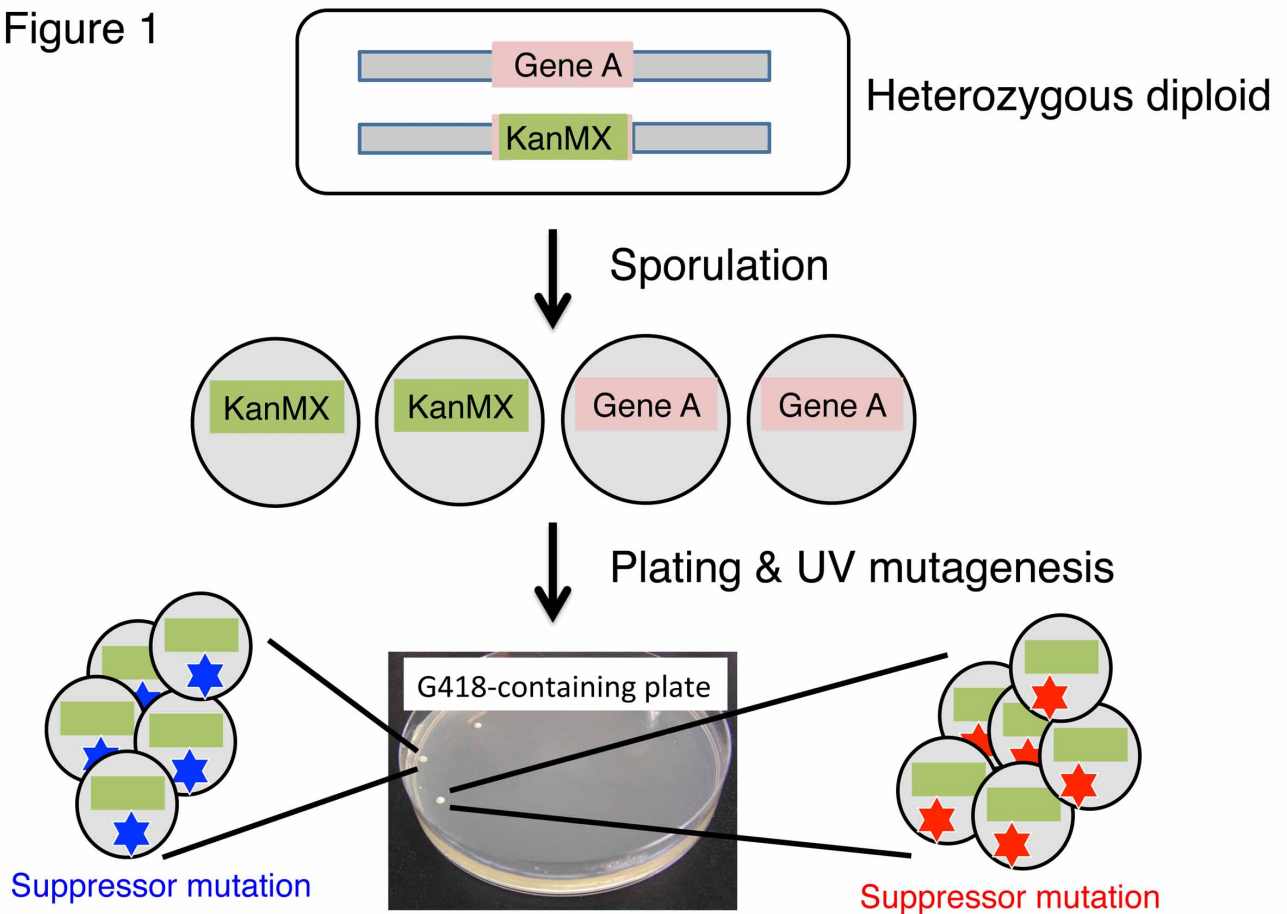 Figure 1
Gene A
KanMX
Heterozygous diploid
Sporulation
KanMX
KanMX
Gene A
Gene A
Plating & UV mutagenesis
G418-containing plate
Suppressor mutation
Suppressor mutation